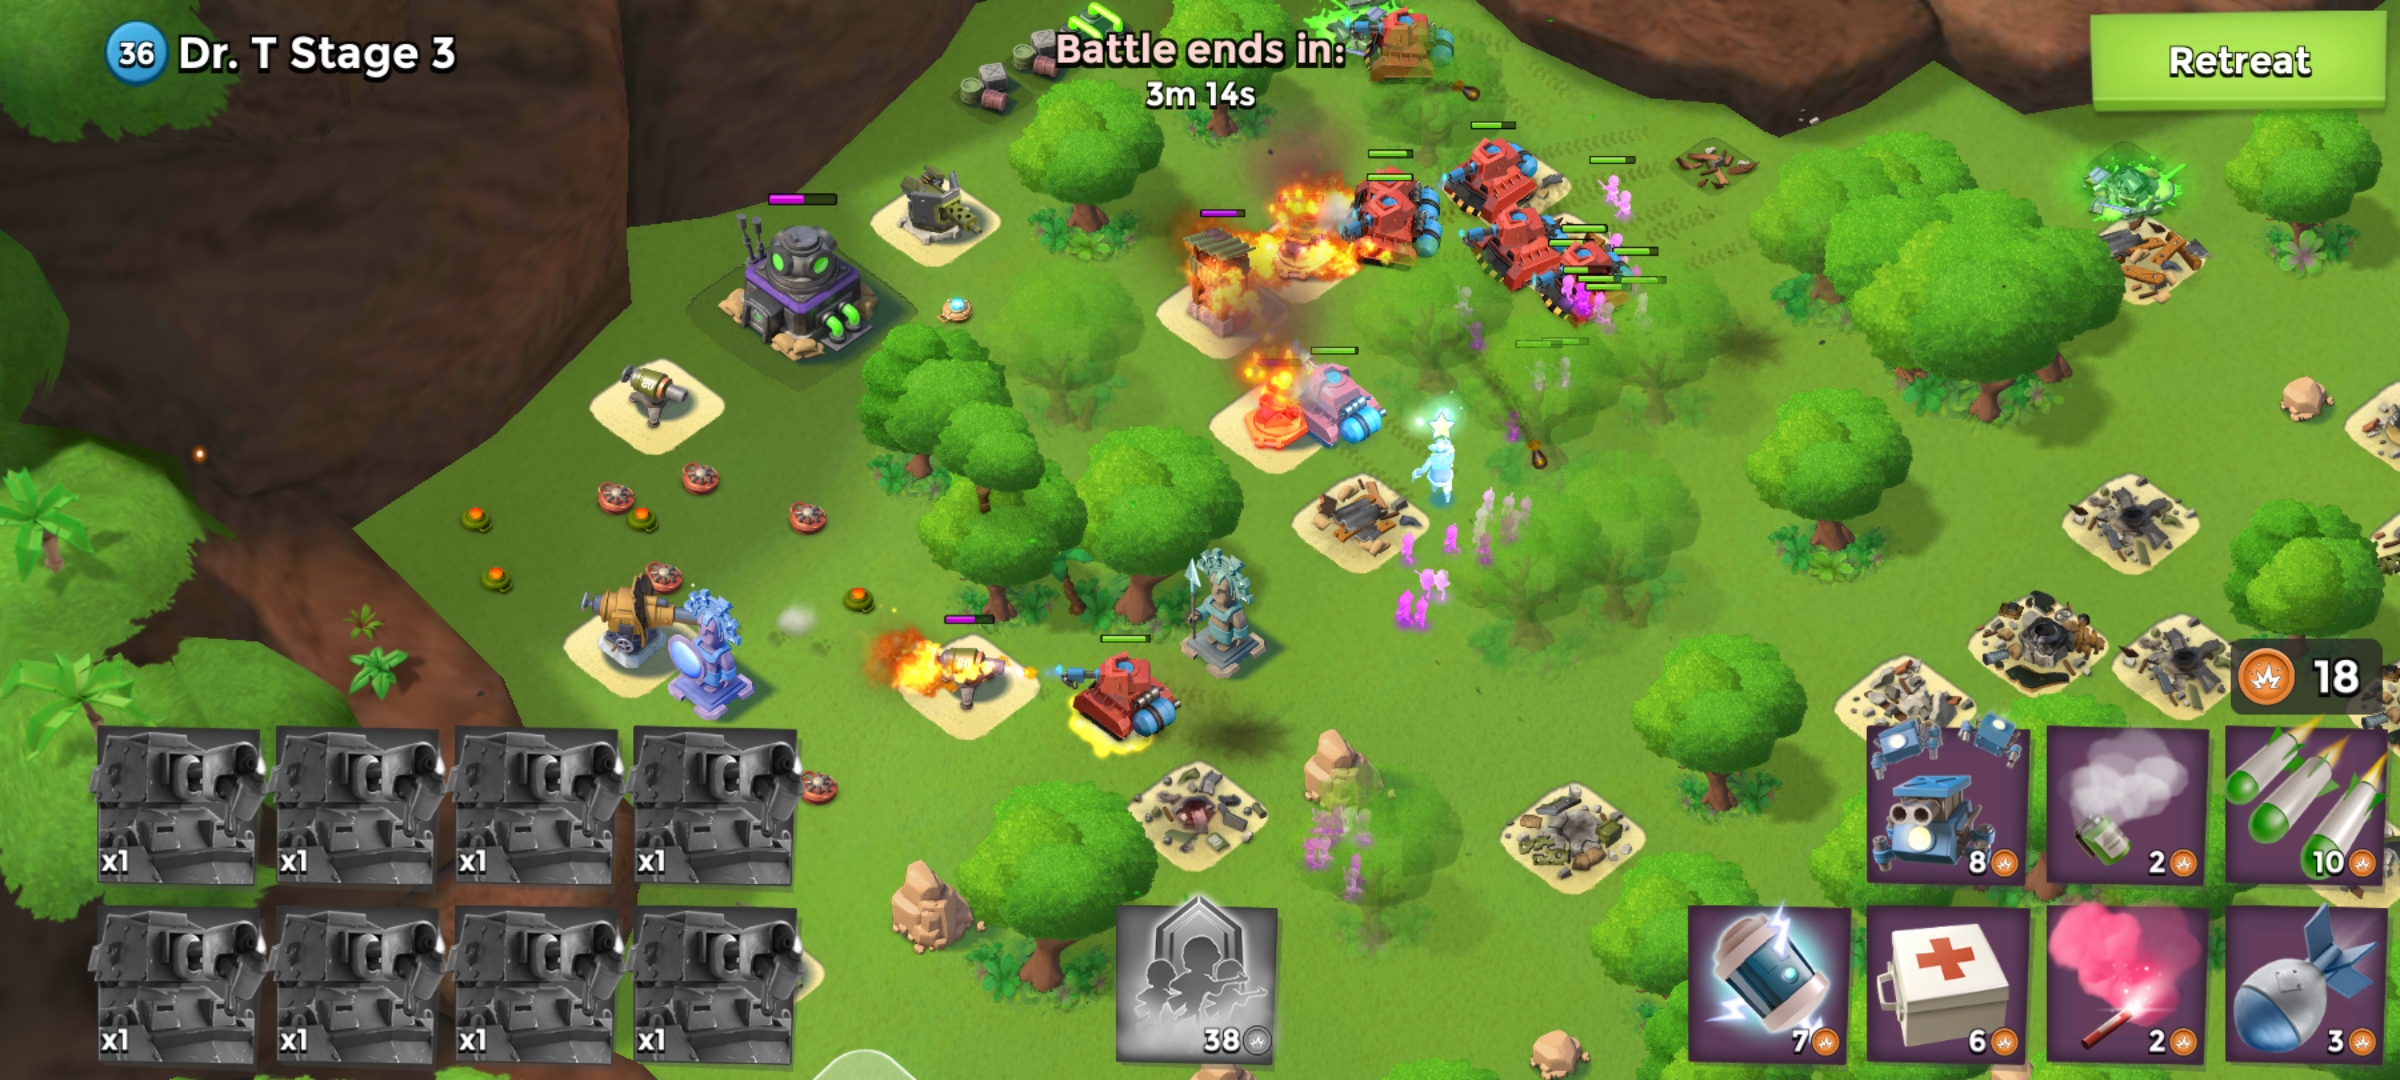 36 Dr. T Stage 3
Battle ends in:
3m 14s
Retreat
18
x1
x1
x1
x1
8
2
10
x1
x1
x1
x1
38
7
6
2
3